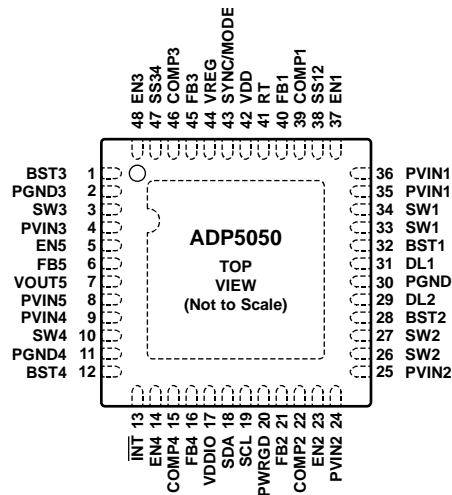 48 EN3
47 SS34
46 COMP3
45 FB3
44 VREG
43 SYNC/MODE
42 VDD
41 RT
40 FB1
39 COMP1
38 SS12
37 EN1
BST3 1
PGND3 2
SW3 3
PVIN3 4
EN5 5
FB5 6
VOUT5 7
PVIN5 8
PVIN4 9
SW4 10
PGND4 11
BST4 12
ADP5050
TOP
VIEW
(Not to Scale)
36 PVIN1
35 PVIN1
34 SW1
33 SW1
32 BST1
31 DL1
30 PGND
29 DL2
28 BST2
27 SW2
26 SW2
25 PVIN2
INT 13
EN4 14
COMP4 15
FB4 16
VDDIO 17
SDA 18
SCL 19
PWRGD 20
FB2 21
COMP2 22
EN2 23
PVIN2 24